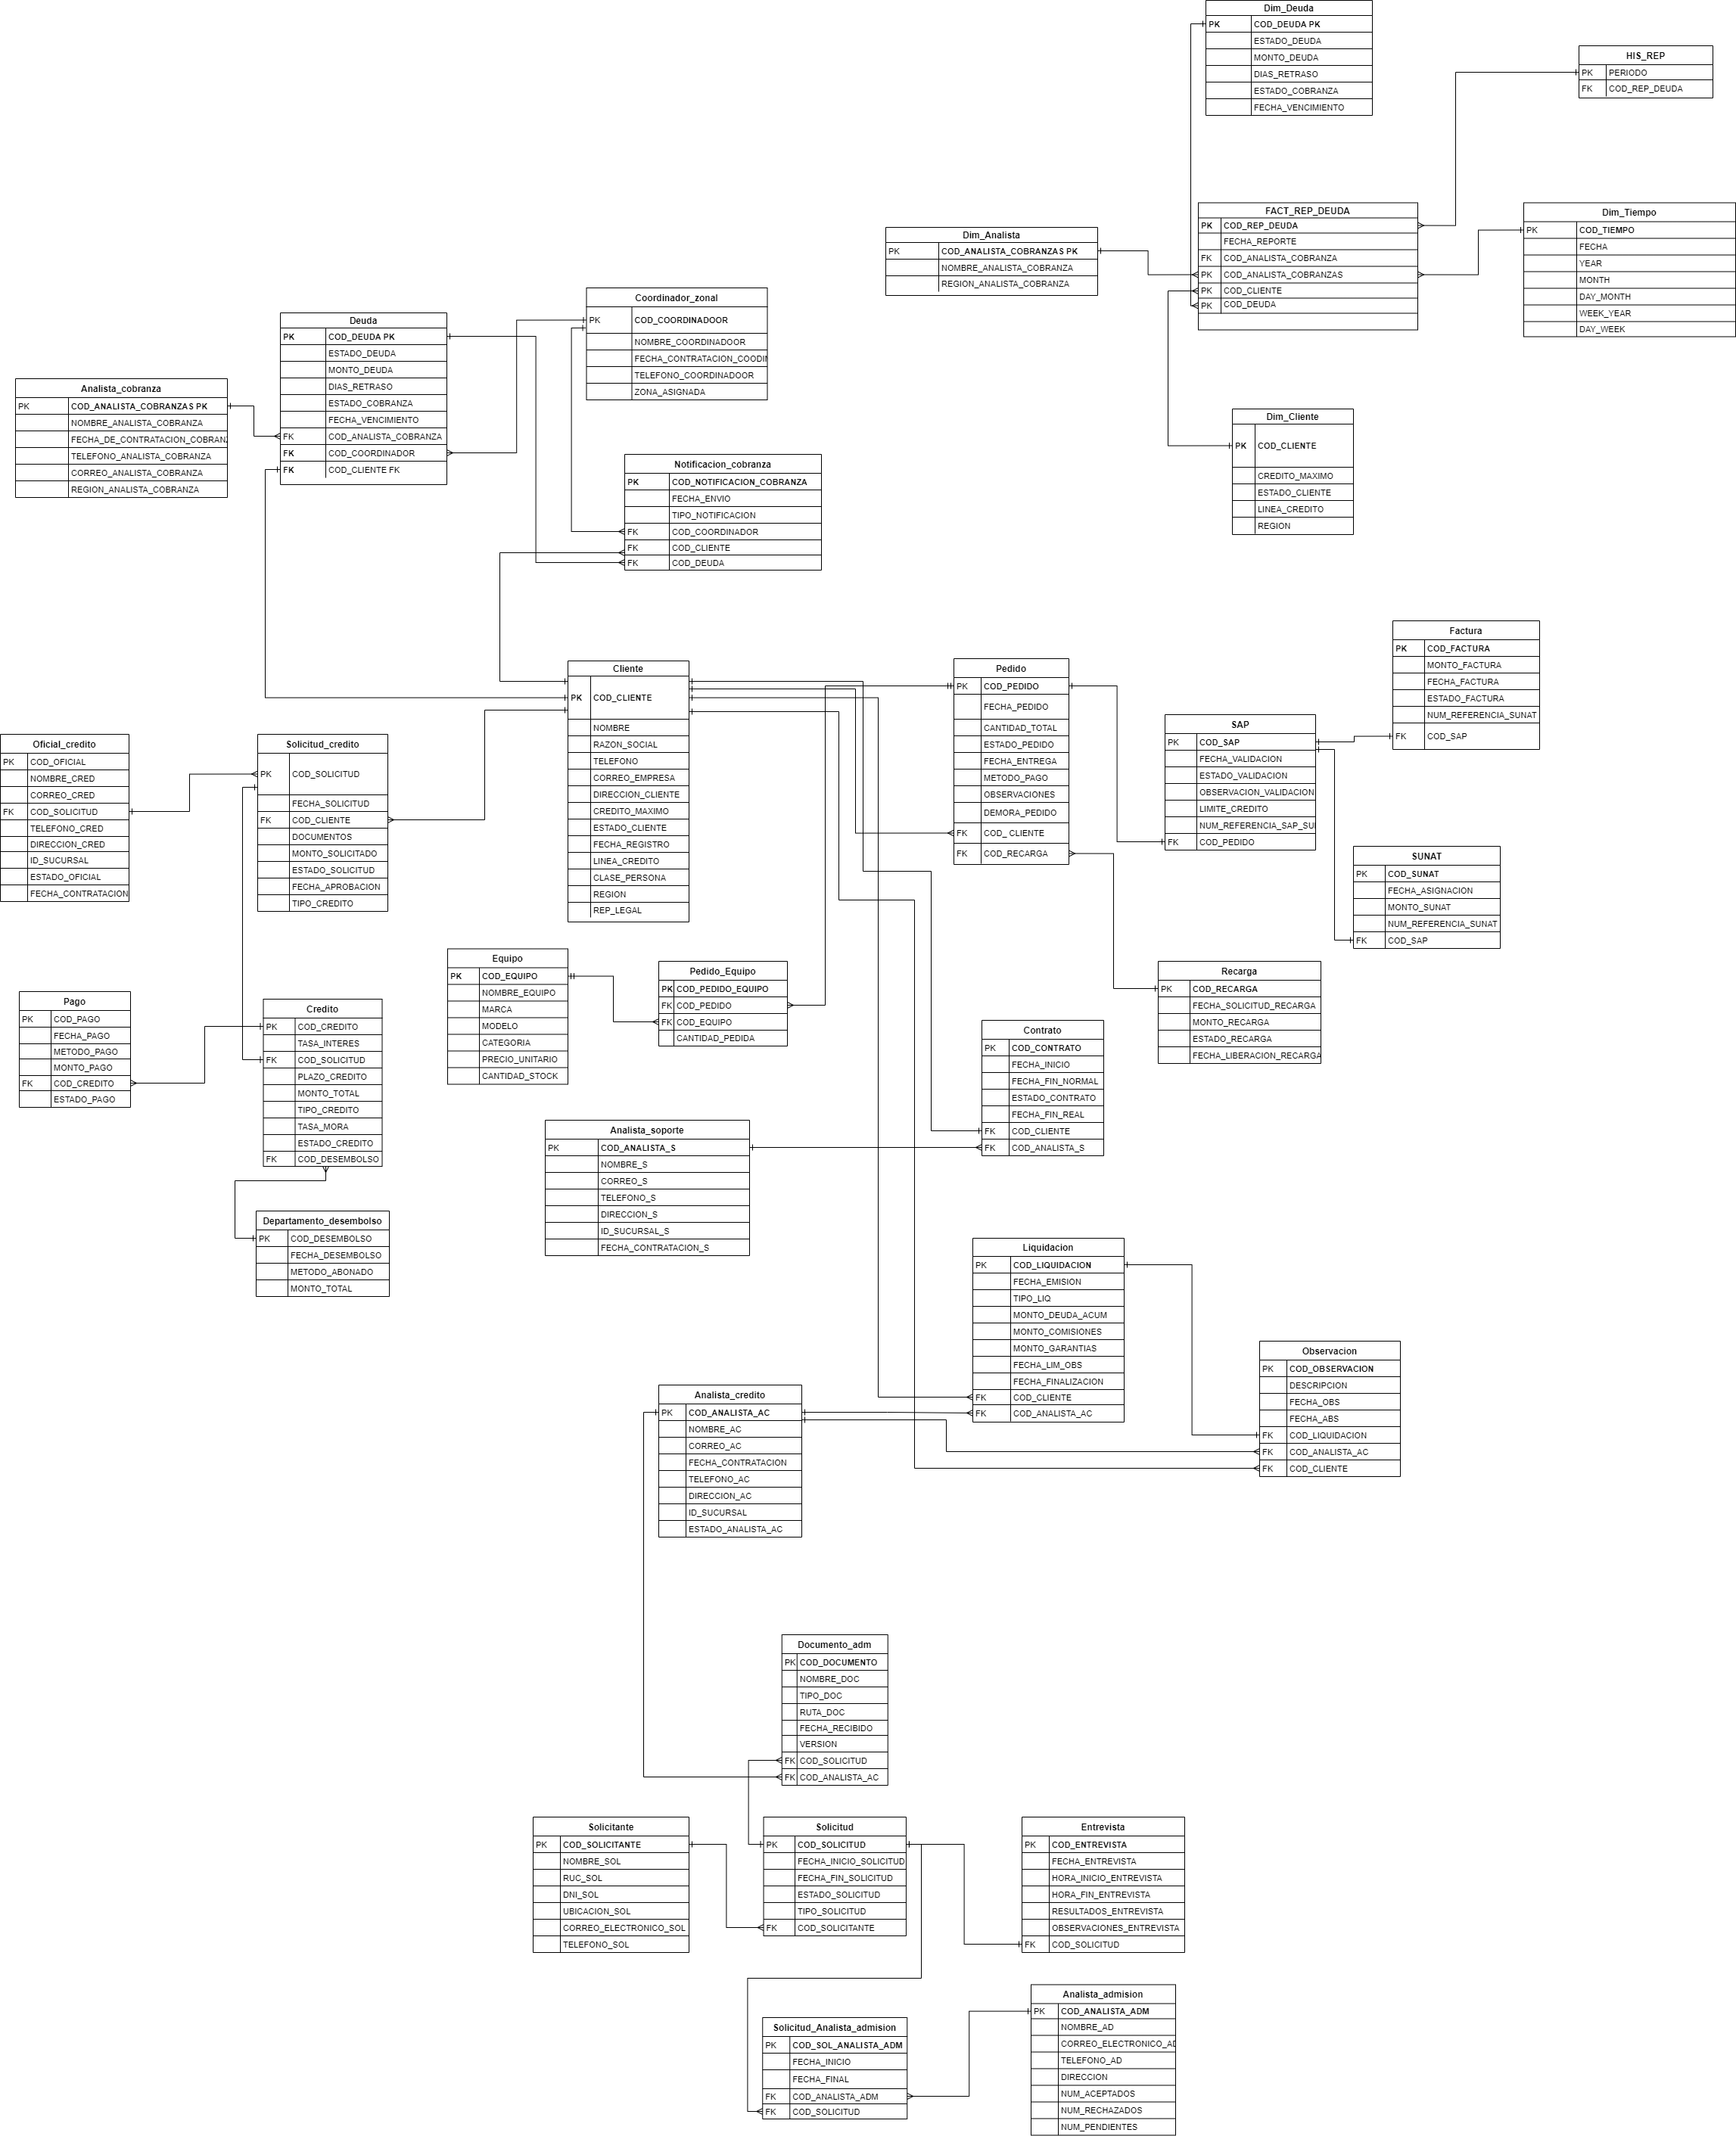 Dim_Deuda
PK COD_DEUDA PK
ESTADO_DEUDA
MONTO_DEUDA
DIAS_RETRASO
ESTADO_COBRANZA
FECHA_VENCIMIENTO
HIS_REP
PK PERIODO
FK COD_REP_DEUDA
FACT_REP_DEUDA
PK COD_REP_DEUDA
FECHA_REPORTE
FK COD_ANALISTA_COBRANZA
PK COD_ANALISTA_COBRANZAS
PK COD_CLIENTE
PK COD_DEUDA
Dim_Tiempo
PK COD_TIEMPO
FECHA
YEAR
MONTH
DAY_MONTH
WEEK_YEAR
DAY_WEEK
Dim_Analista
PK COD_ANALISTA_COBRANZAS PK
NOMBRE_ANALISTA_COBRANZA
REGION_ANALISTA_COBRANZA
Coordinador_zonal
PK COD_COORDINADOOR
NOMBRE_COORDINADOOR
FECHA_CONTRATACION_COODIN
TELEFONO_COORDINADOOR
ZONA_ASIGNADA
Deuda
PK COD_DEUDA PK
ESTADO_DEUDA
MONTO_DEUDA
DIAS_RETRASO
ESTADO_COBRANZA
FECHA_VENCIMIENTO
FK COD_ANALISTA_COBRANZA
FK COD_COORDINADOR
FK COD_CLIENTE FK
Analista_cobranza
PK COD_ANALISTA_COBRANZAS PK
NOMBRE_ANALISTA_COBRANZA
FECHA_DE_CONTRATACION_COBRAN
TELEFONO_ANALISTA_COBRANZA
CORREO_ANALISTA_COBRANZA
REGION_ANALISTA_COBRANZA
Dim_Cliente
PK COD_CLIENTE
CREDITO_MAXIMO
ESTADO_CLIENTE
LINEA_CREDITO
REGION
Notificacion_cobranza
PK COD_NOTIFICACION_COBRANZA
FECHA_ENVIO
TIPO_NOTIFICACION
FK COD_COORDINADOR
FK COD_CLIENTE
FK COD_DEUDA
Factura
PK COD_FACTURA
MONTO_FACTURA
FECHA_FACTURA
ESTADO_FACTURA
NUM_REFERENCIA_SUNAT
FK COD_SAP
Cliente
PK COD_CLIENTE
NOMBRE
RAZON_SOCIAL
TELEFONO
CORREO_EMPRESA
DIRECCION_CLIENTE
CREDITO_MAXIMO
ESTADO_CLIENTE
FECHA_REGISTRO
LINEA_CREDITO
CLASE_PERSONA
REGION
REP_LEGAL
Pedido
PK COD_PEDIDO
FECHA_PEDIDO
CANTIDAD_TOTAL
ESTADO_PEDIDO
FECHA_ENTREGA
METODO_PAGO
OBSERVACIONES
DEMORA_PEDIDO
FK COD_ CLIENTE
FK COD_RECARGA
SAP
PK COD_SAP
FECHA_VALIDACION
ESTADO_VALIDACION
OBSERVACION_VALIDACION
LIMITE_CREDITO
NUM_REFERENCIA_SAP_SU
FK COD_PEDIDO
Oficial_credito
PK COD_OFICIAL
NOMBRE_CRED
CORREO_CRED
FK COD_SOLICITUD
TELEFONO_CRED
DIRECCION_CRED
ID_SUCURSAL
ESTADO_OFICIAL
FECHA_CONTRATACION
Solicitud_credito
PK COD_SOLICITUD
FECHA_SOLICITUD
FK COD_CLIENTE
DOCUMENTOS
MONTO_SOLICITADO
ESTADO_SOLICITUD
FECHA_APROBACION
TIPO_CREDITO
SUNAT
PK COD_SUNAT
FECHA_ASIGNACION
MONTO_SUNAT
NUM_REFERENCIA_SUNAT
FK COD_SAP
Equipo
PK COD_EQUIPO
NOMBRE_EQUIPO
MARCA
MODELO
CATEGORIA
PRECIO_UNITARIO
CANTIDAD_STOCK
Pedido_Equipo
PK COD_PEDIDO_EQUIPO
FK COD_PEDIDO
FK COD_EQUIPO
CANTIDAD_PEDIDA
Recarga
PK COD_RECARGA
FECHA_SOLICITUD_RECARGA
MONTO_RECARGA
ESTADO_RECARGA
FECHA_LIBERACION_RECARGA
Pago
PK COD_PAGO
FECHA_PAGO
METODO_PAGO
MONTO_PAGO
FK COD_CREDITO
ESTADO_PAGO
Credito
PK COD_CREDITO
TASA_INTERES
FK COD_SOLICITUD
PLAZO_CREDITO
MONTO_TOTAL
TIPO_CREDITO
TASA_MORA
ESTADO_CREDITO
FK COD_DESEMBOLSO
Contrato
PK COD_CONTRATO
FECHA_INICIO
FECHA_FIN_NORMAL
ESTADO_CONTRATO
FECHA_FIN_REAL
FK COD_CLIENTE
FK COD_ANALISTA_S
Analista_soporte
PK COD_ANALISTA_S
NOMBRE_S
CORREO_S
TELEFONO_S
DIRECCION_S
ID_SUCURSAL_S
FECHA_CONTRATACION_S
Departamento_desembolso
PK COD_DESEMBOLSO
FECHA_DESEMBOLSO
METODO_ABONADO
MONTO_TOTAL
Liquidacion
PK COD_LIQUIDACION
FECHA_EMISION
TIPO_LIQ
MONTO_DEUDA_ACUM
MONTO_COMISIONES
MONTO_GARANTIAS
FECHA_LIM_OBS
FECHA_FINALIZACION
FK COD_CLIENTE
FK COD_ANALISTA_AC
Observacion
PK COD_OBSERVACION
DESCRIPCION
FECHA_OBS
FECHA_ABS
FK COD_LIQUIDACION
FK COD_ANALISTA_AC
FK COD_CLIENTE
Analista_credito
PK COD_ANALISTA_AC
NOMBRE_AC
CORREO_AC
FECHA_CONTRATACION
TELEFONO_AC
DIRECCION_AC
ID_SUCURSAL
ESTADO_ANALISTA_AC
Documento_adm
PK COD_DOCUMENTO
NOMBRE_DOC
TIPO_DOC
RUTA_DOC
FECHA_RECIBIDO
VERSION
FK COD_SOLICITUD
FK COD_ANALISTA_AC
Solicitante
PK COD_SOLICITANTE
NOMBRE_SOL
RUC_SOL
DNI_SOL
UBICACION_SOL
CORREO_ELECTRONICO_SOL
TELEFONO_SOL
Solicitud
PK COD_SOLICITUD
FECHA_INICIO_SOLICITUD
FECHA_FIN_SOLICITUD
ESTADO_SOLICITUD
TIPO_SOLICITUD
FK COD_SOLICITANTE
Entrevista
PK COD_ENTREVISTA
FECHA_ENTREVISTA
HORA_INICIO_ENTREVISTA
HORA_FIN_ENTREVISTA
RESULTADOS_ENTREVISTA
OBSERVACIONES_ENTREVISTA
FK COD_SOLICITUD
Solicitud_Analista_admision
PK COD_SOL_ANALISTA_ADM
FECHA_INICIO
FECHA_FINAL
FK COD_ANALISTA_ADM
FK COD_SOLICITUD
Analista_admision
PK COD_ANALISTA_ADM
NOMBRE_AD
CORREO_ELECTRONICO_AD
TELEFONO_AD
DIRECCION
NUM_ACEPTADOS
NUM_RECHAZADOS
NUM_PENDIENTES